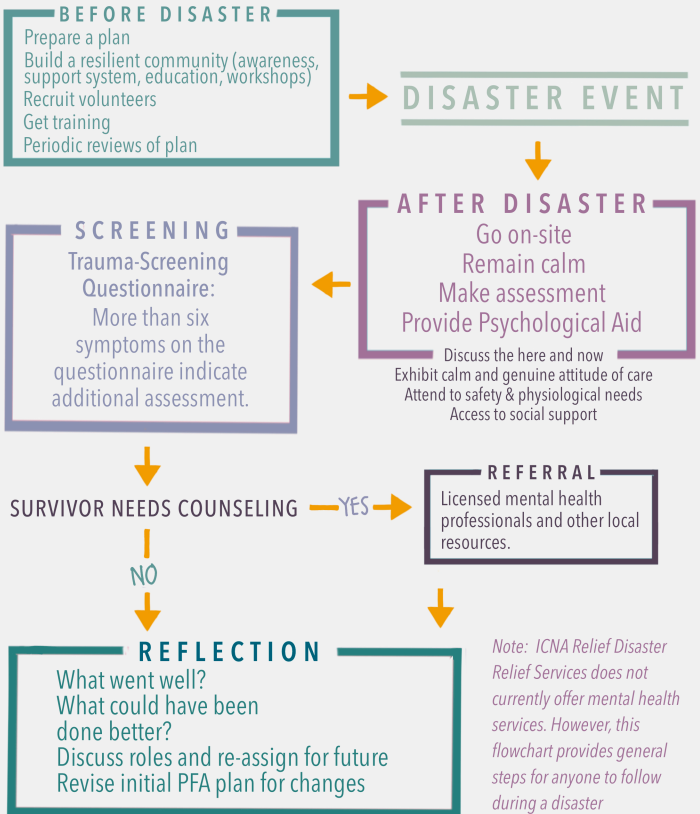 BEFORE DISASTER
Prepare a plan
Build a resilient community (awareness,
support system, education, workshops)
Recruit volunteers
Get training
Periodic reviews of plan
DISASTER EVENT
AFTER DISASTER
Go on-site
Remain calm
Make assessment
Provide Psychological Aid
Discuss the here and now
Exhibit calm and genuine attitude of care
Attend to safety & physiological needs
Access to social support
SCREENING
Trauma-Screening
Questionnaire:
More than six
symptoms on the
questionnaire indicate
additional assessment.
SURVIVOR NEEDS COUNSELING
YES
REFERRAL
Licensed mental health
professionals and other local
resources.
NO
REFLECTION
What went well?
What could have been
done better?
Discuss roles and re-assign for future
Revise initial PFA plan for changes
Note: ICNA Relief Disaster
Relief Services does not
currently offer mental health
services. However, this
flowchart provides general
steps for anyone to follow
during a disaster